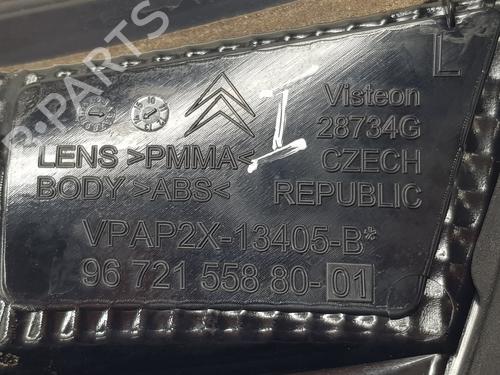 L
Visteon
28734G
LENS >PMMA< CZECH
BODY >ABS< REPUBLIC
VPAP2X-13405-B*
96 721 558 80-01
R-PARTS